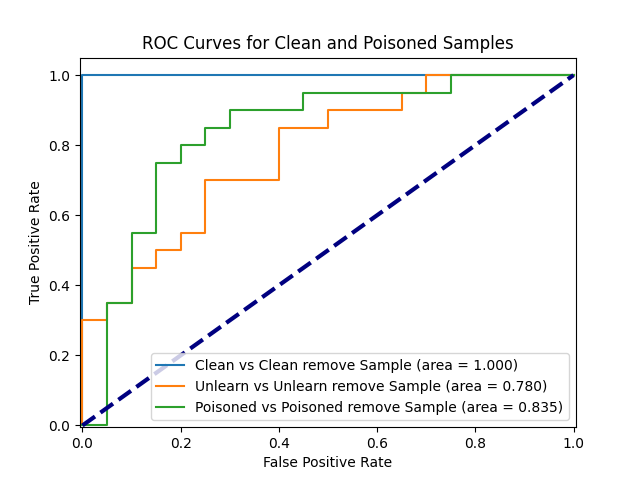 ROC Curves for Clean and Poisoned Samples
True Positive Rate
1.0
0.8
0.6
0.4
0.2
0.0
Clean vs Clean remove Sample (area = 1.000)
Unlearn vs Unlearn remove Sample (area = 0.780)
Poisoned vs Poisoned remove Sample (area = 0.835)
0.0 0.2 0.4 0.6 0.8 1.0
False Positive Rate